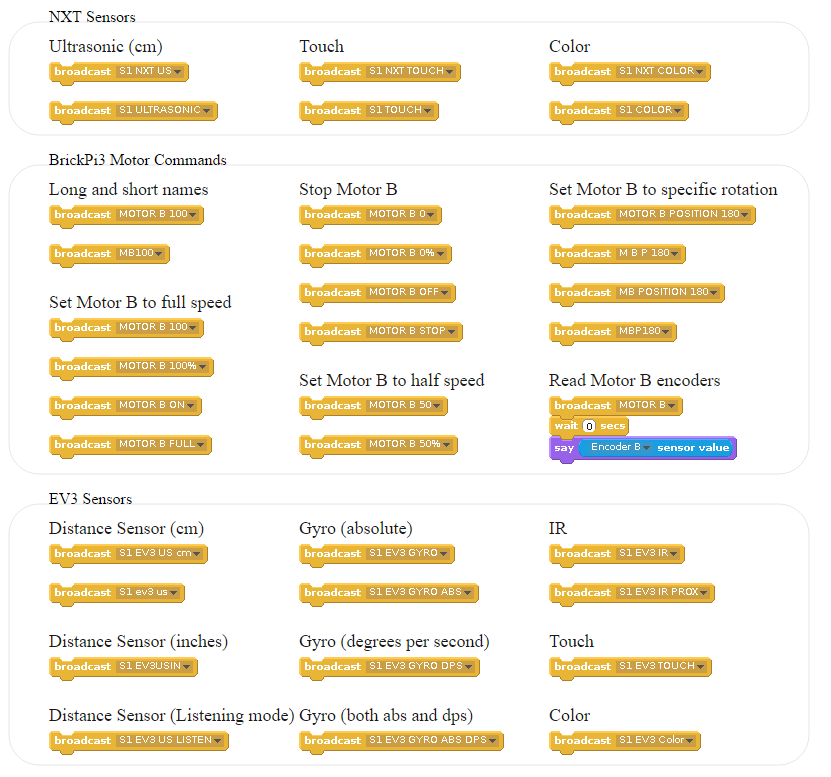 NXT Sensors
Ultrasonic (cm)
broadcast S1 NXT US
broadcast S1 ULTRASONIC
Touch
broadcast S1 NXT TOUCH
broadcast S1 TOUCH
Color
broadcast S1 NXT COLOR
broadcast S1 COLOR
BrickPi3 Motor Commands
Long and short names
broadcast MOTOR B 100
broadcast MB100
Set Motor B to full speed
broadcast MOTOR B 100
broadcast MOTOR B 100%
broadcast MOTOR B ON
broadcast MOTOR B FULL
Stop Motor B
broadcast MOTOR B 0
broadcast MOTOR B 0%
broadcast MOTOR B OFF
broadcast MOTOR B STOP
Set Motor B to half speed
broadcast MOTOR B 50
broadcast MOTOR B 50%
Set Motor B to specific rotation
broadcast MOTOR B POSITION 180
broadcast M B P 180
broadcast MB POSITION 180
broadcast MBP180
Read Motor B encoders
broadcast MOTOR B
wait 0 secs
say Encoder B sensor value
EV3 Sensors
Distance Sensor (cm)
broadcast S1 EV3 US cm
broadcast S1 ev3 us
Distance Sensor (inches)
broadcast S1 EV3USIN
Distance Sensor (Listening mode)
broadcast S1 EV3 US LISTEN
Gyro (absolute)
broadcast S1 EV3 GYRO
broadcast S1 EV3 GYRO ABS
Gyro (degrees per second)
broadcast S1 EV3 GYRO DPS
Gyro (both abs and dps)
broadcast S1 EV3 GYRO ABS DPS
IR
broadcast S1 EV3 IR
broadcast S1 EV3 IR PROX
Touch
broadcast S1 EV3 TOUCH
Color
broadcast S1 EV3 Color